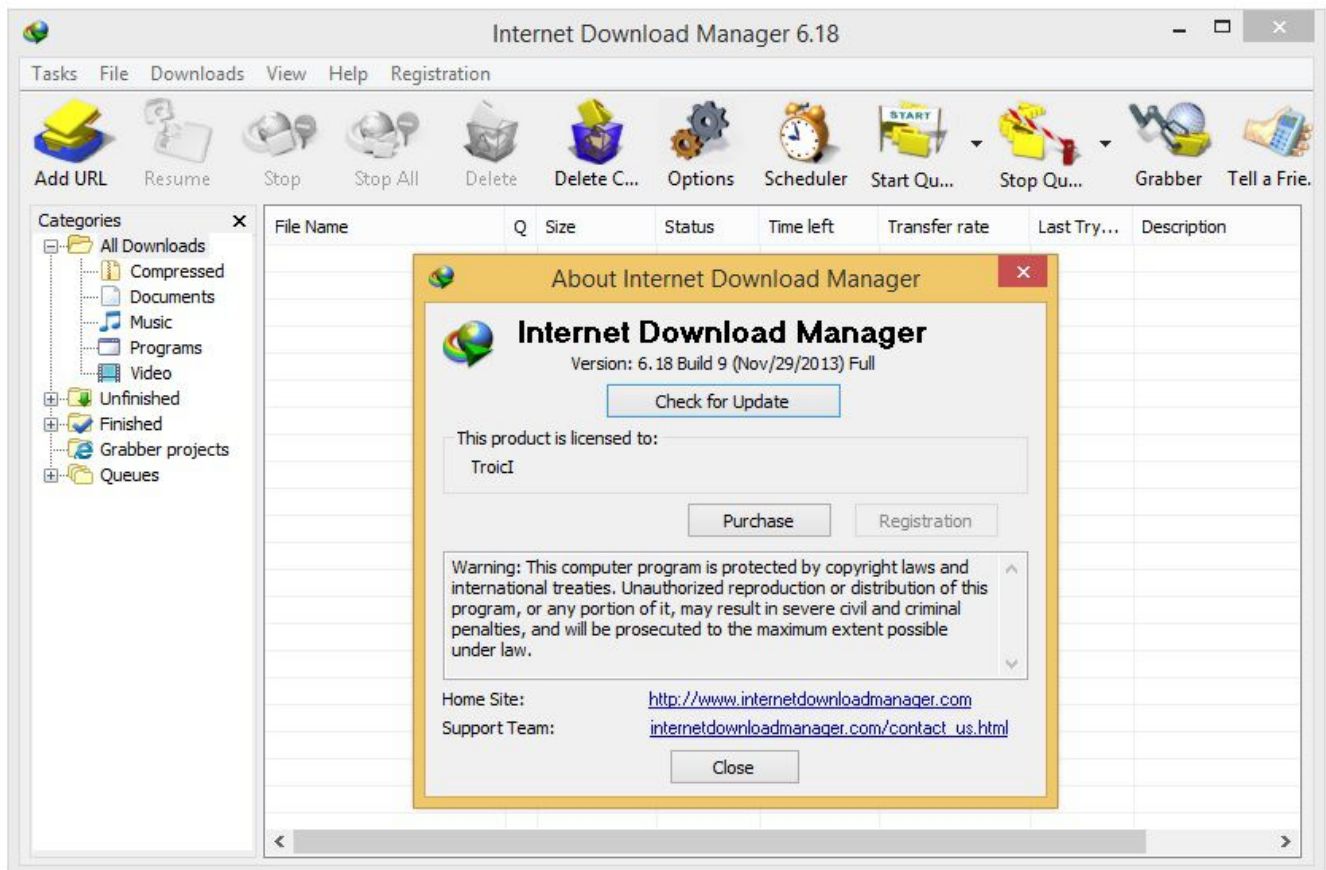 Internet Download Manager 6.18
Tasks File Downloads View Help Registration
Add URL Resume Stop Stop All Delete Delete C... Options Scheduler Start Qu... Stop Qu... Grabber Tell a Frie.
START
Categories
All Downloads
Compressed
Documents
Music
Programs
Video
Unfinished
Finished
Grabber projects
Queues
File Name Q Size Status Time left Transfer rate Last Try... Description
About Internet Download Manager
Internet Download Manager
Version: 6.18 Build 9 (Nov/29/2013) Full
Check for Update
This product is licensed to:
TroicI
Purchase Registration
Warning: This computer program is protected by copyright laws and
international treaties. Unauthorized reproduction or distribution of this
program, or any portion of it, may result in severe civil and criminal
penalties, and will be prosecuted to the maximum extent possible
under law.
Home Site: http://www.internetdownloadmanager.com
Support Team: internetdownloadmanager.com/contact_us.html
Close